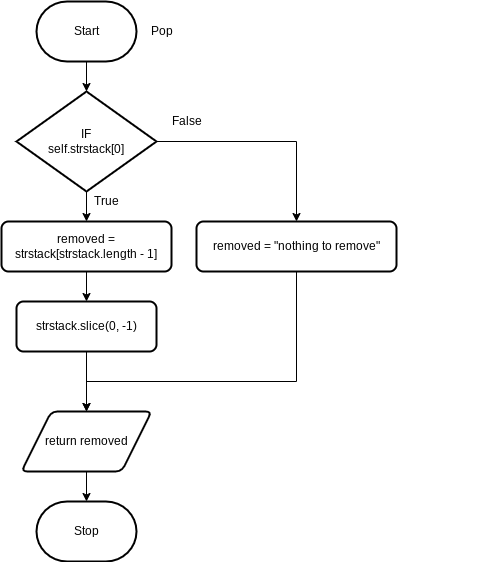 Start
Pop
IF
self.strstack[0]
False
True
removed =
strstack[strstack.length - 1]
removed = "nothing to remove"
strstack.slice(0, -1)
return removed
Stop